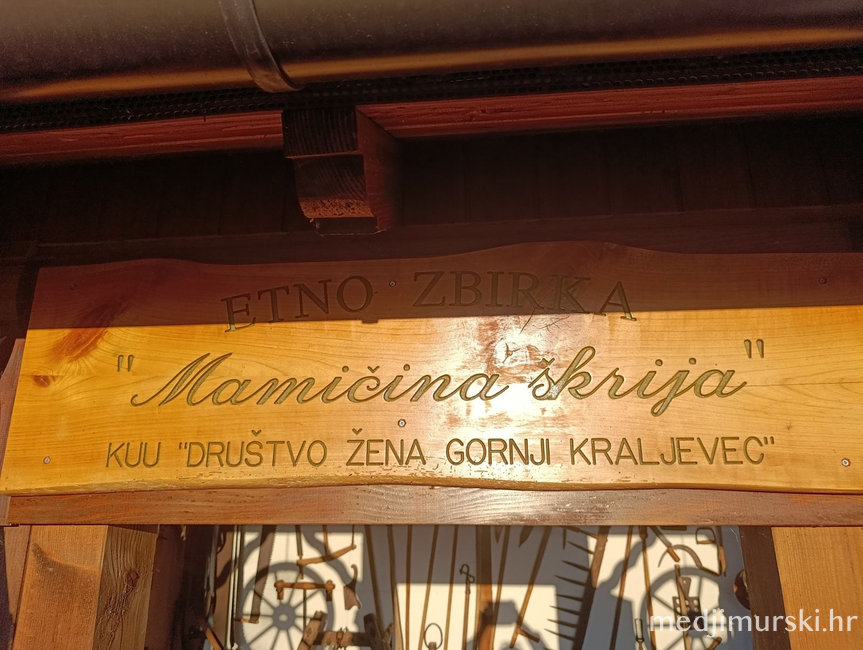 ETNO ZBIRKA
"Mamičina škrija"
KUU "DRUŠTVO ŽENA GORNJI KRALJEVEC"
medjimurski.hr